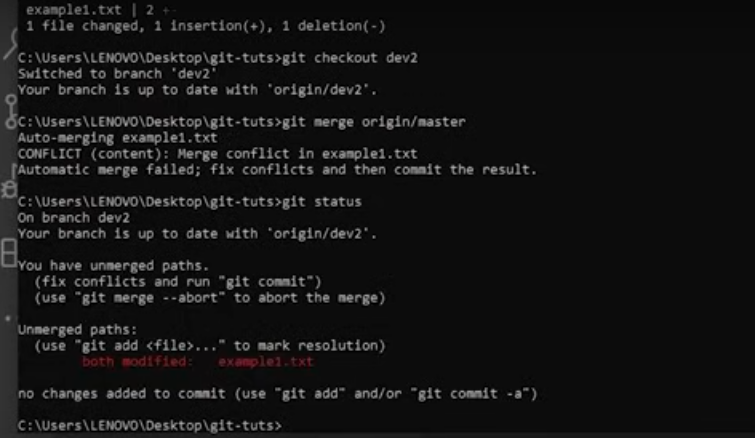 example1.txt | 2 +-
1 file changed, 1 insertion(+), 1 deletion(-)
C:\Users\LENOVO\Desktop\git-tuts>git checkout dev2
Switched to branch 'dev2'
Your branch is up to date with 'origin/dev2'.
C:\Users\LENOVO\Desktop\git-tuts>git merge origin/master
Auto-merging example1.txt
CONFLICT (content): Merge conflict in example1.txt
Automatic merge failed; fix conflicts and then commit the result.
C:\Users\LENOVO\Desktop\git-tuts>git status
On branch dev2
Your branch is up to date with 'origin/dev2'.
You have unmerged paths.
(fix conflicts and run "git commit")
(use "git merge --abort" to abort the merge)
Unmerged paths:
(use "git add <file>..." to mark resolution)
both modified: example1.txt
no changes added to commit (use "git add" and/or "git commit -a")
C:\Users\LENOVO\Desktop\git-tuts>